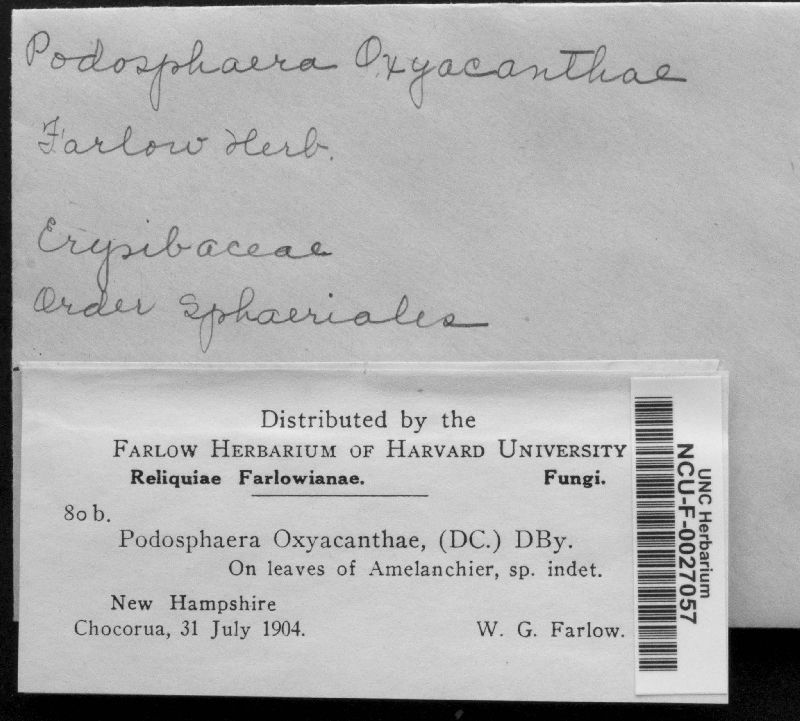 Podosphaera Oxyacanthae
Farlow Herb.
Erysibaceae
Order Sphaeriales
Distributed by the
FARLOW HERBARIUM OF HARVARD UNIVERSITY
Reliquiae Farlowianae. Fungi.
80b.
Podosphaera Oxyacanthae, (DC.) DBy.
On leaves of Amelanchier, sp. indet.
New Hampshire
Chocorua, 31 July 1904. W. G. Farlow.
UNC Herbarium
NCU-F-0027057